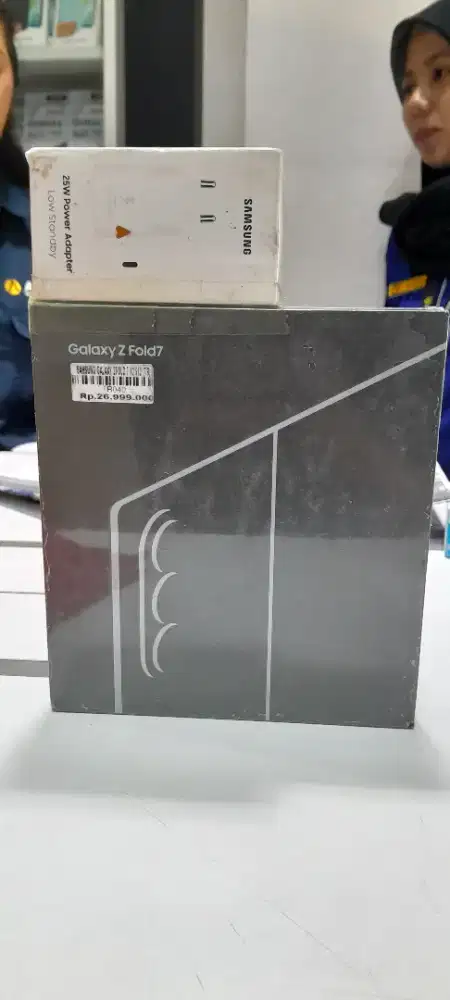 SAMSUNG
25W Power Adapter
Low Standby
Galaxy Z Fold7
Rp.26.999.000